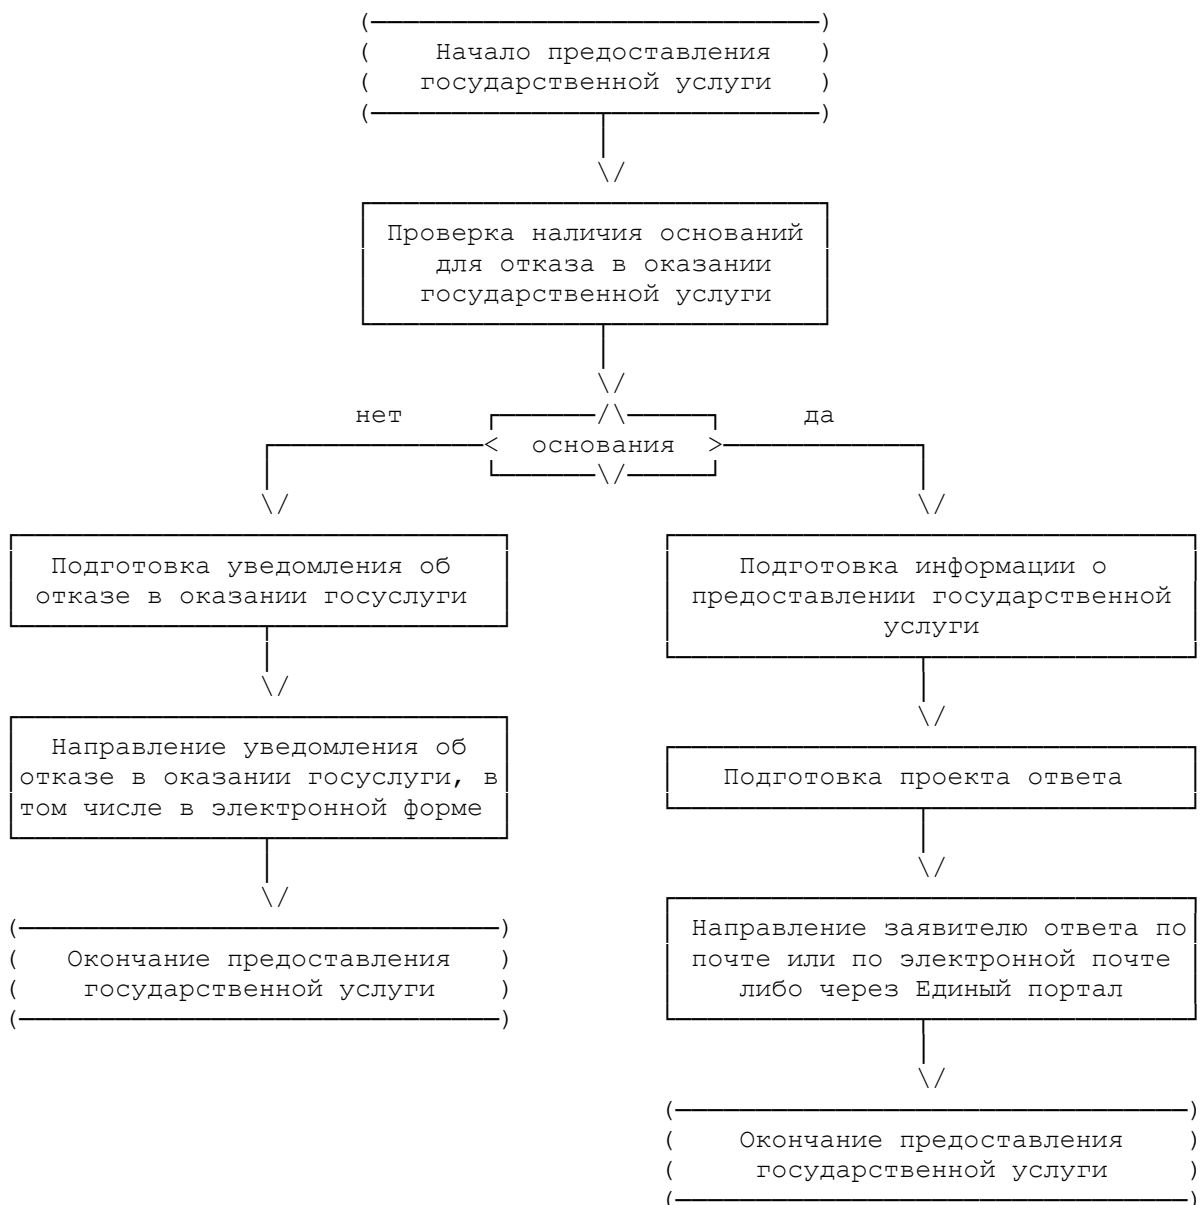 Начало предоставления
государственной услуги
Проверка наличия оснований
для отказа в оказании
государственной услуги
нет
да
основания
Подготовка уведомления об
отказе в оказании госуслуги
Направление уведомления об
отказе в оказании госуслуги, в
том числе в электронной форме
Окончание предоставления
государственной услуги
Подготовка информации о
предоставлении государственной
услуги
Подготовка проекта ответа
Направление заявителю ответа по
почте или по электронной почте
либо через Единый портал
Окончание предоставления
государственной услуги